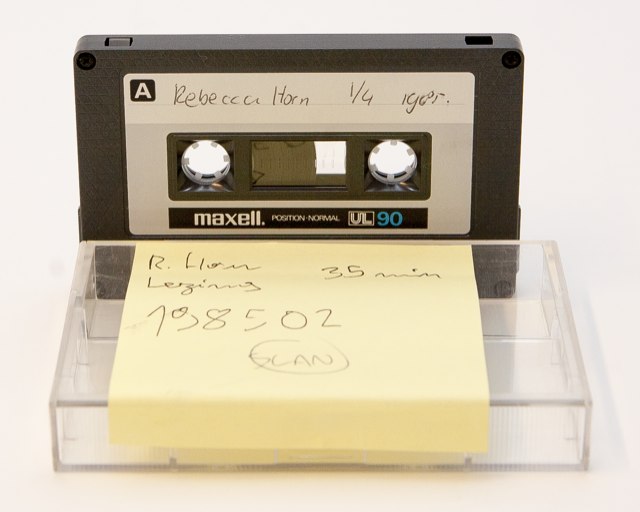 A Rebecca Horn 1/4 1985.
maxell. POSITION·NORMAL UL 90
R. Horn 35 min
Lezing
198502
SCAN